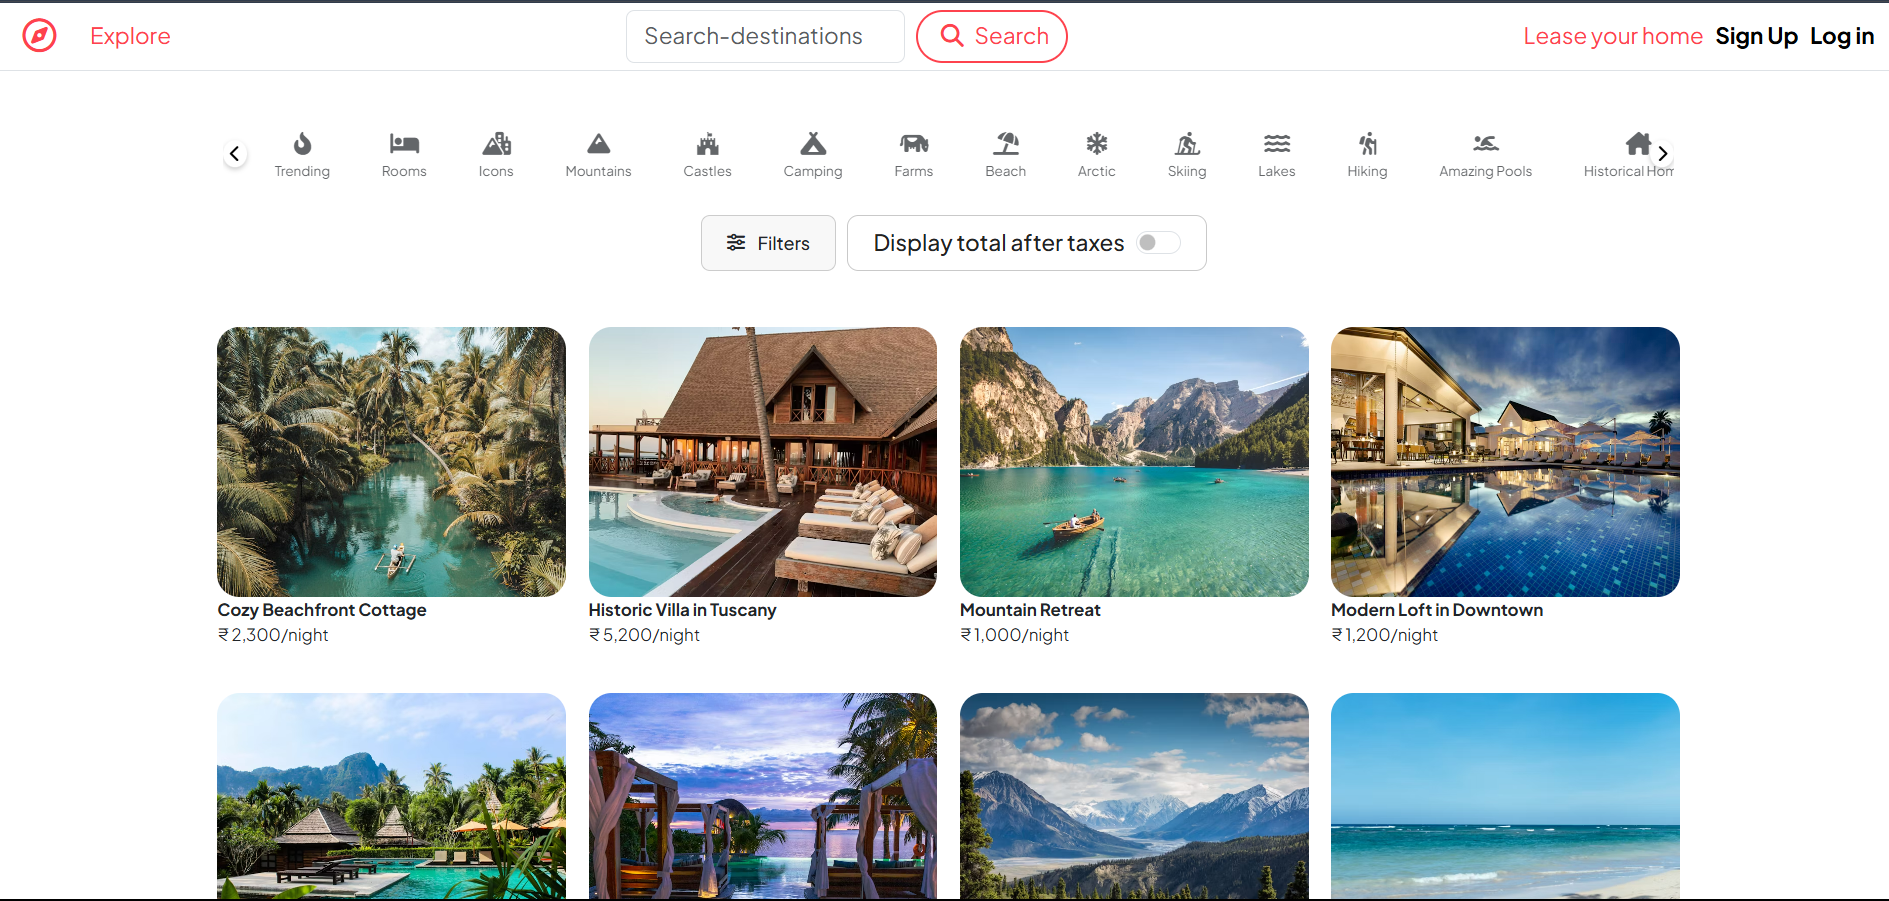 Explore
Search-destinations
Search
Lease your home Sign Up Log in
Trending Rooms Icons Mountains Castles Camping Farms Beach Arctic Skiing Lakes Hiking Amazing Pools Historical Hom
Filters
Display total after taxes
Cozy Beachfront Cottage
₹2,300/night
Historic Villa in Tuscany
₹5,200/night
Mountain Retreat
₹1,000/night
Modern Loft in Downtown
₹1,200/night